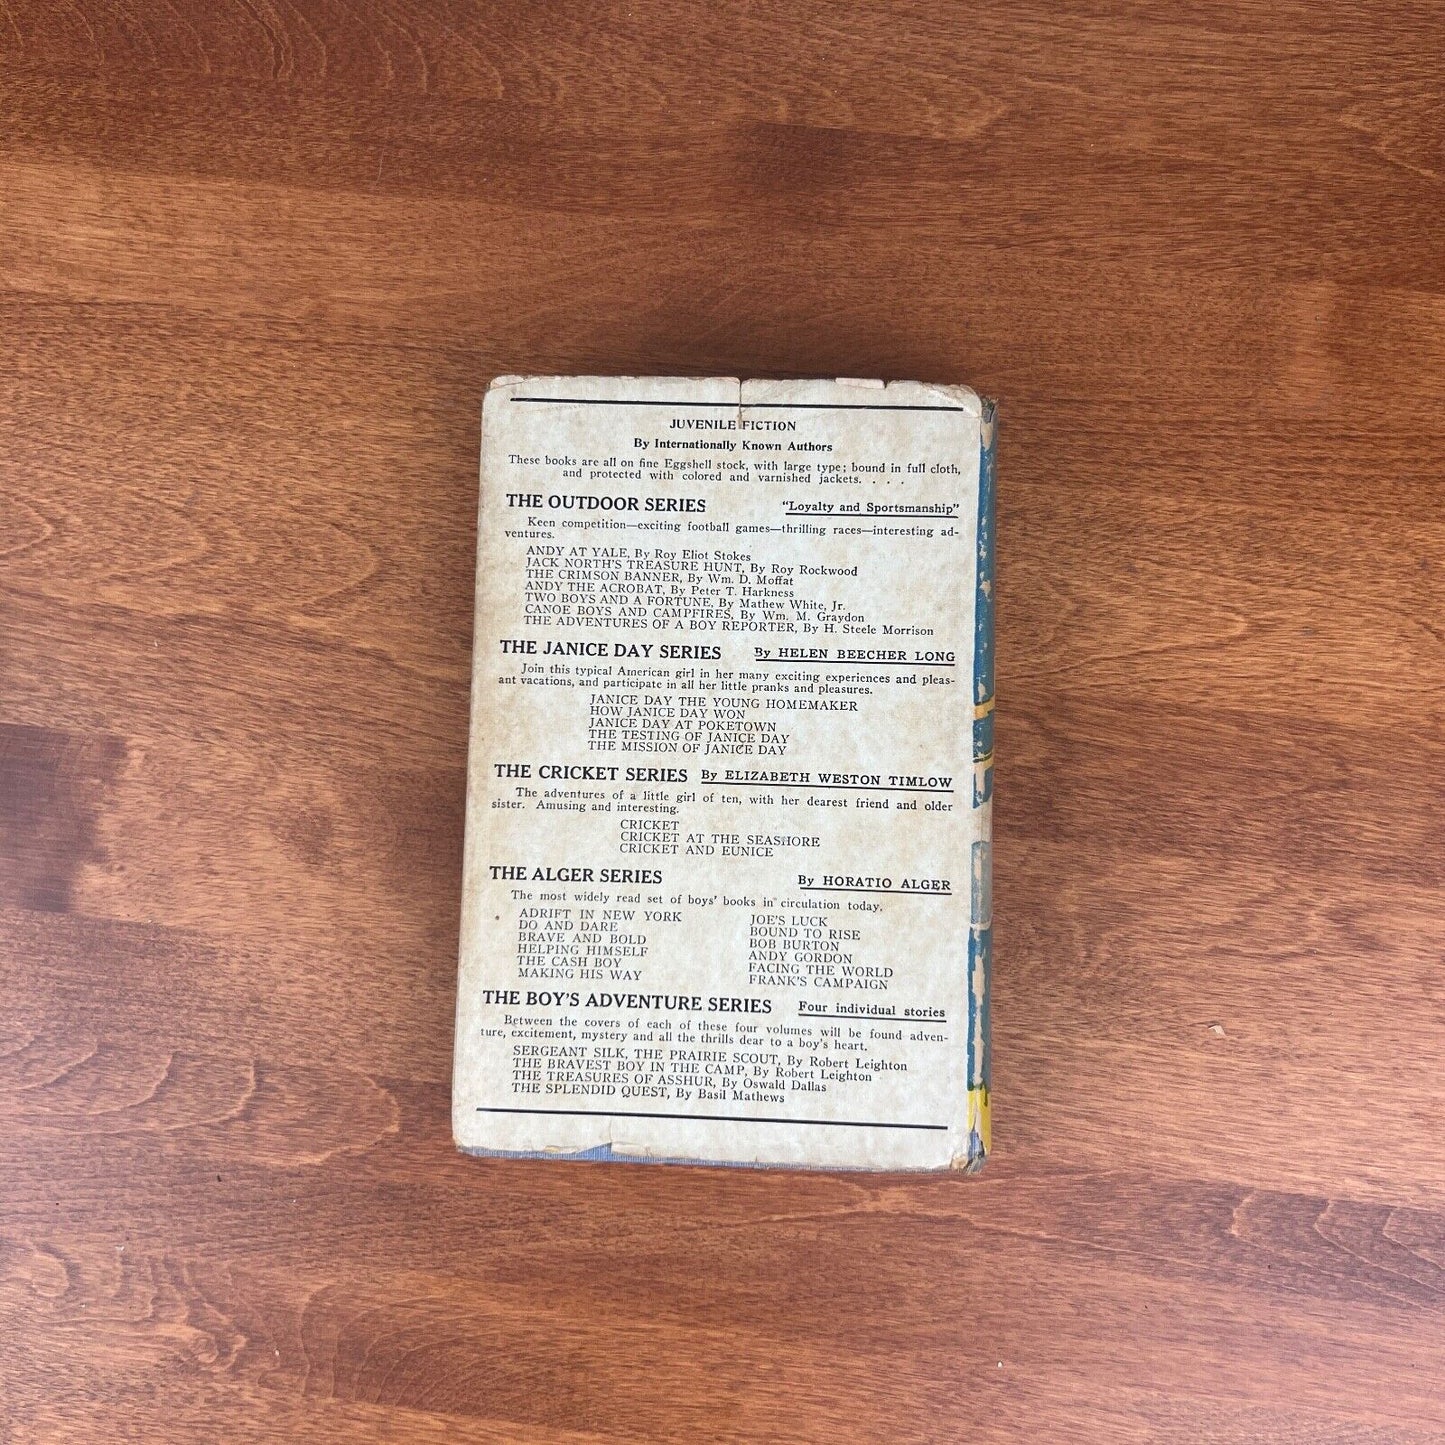 JUVENILE FICTION
By Internationally Known Authors
These books are all on fine Eggshell stock, with large type; bound in full cloth,
and protected with colored and varnished jackets. . . .
THE OUTDOOR SERIES "Loyalty and Sportsmanship"
Keen competition—exciting football games—thrilling races—interesting ad-
ventures.
ANDY AT YALE, By Roy Eliot Stokes
JACK NORTH'S TREASURE HUNT, By Roy Rockwood
THE CRIMSON BANNER, By Wm. D. Moffat
ANDY THE ACROBAT, By Peter T. Harkness
TWO BOYS AND A FORTUNE, By Mathew White, Jr.
CANOE BOYS AND CAMPFIRES, By Wm. M. Graydon
THE ADVENTURES OF A BOY REPORTER, By H. Steele Morrison
THE JANICE DAY SERIES By HELEN BEECHER LONG
Join this typical American girl in her many exciting experiences and pleas-
ant vacations, and participate in all her little pranks and pleasures.
JANICE DAY THE YOUNG HOMEMAKER
HOW JANICE DAY WON
JANICE DAY AT POKETOWN
THE TESTING OF JANICE DAY
THE MISSION OF JANICE DAY
THE CRICKET SERIES By ELIZABETH WESTON TIMLOW
The adventures of a little girl of ten, with her dearest friend and older
sister. Amusing and interesting.
CRICKET
CRICKET AT THE SEASHORE
CRICKET AND EUNICE
THE ALGER SERIES By HORATIO ALGER
The most widely read set of boys' books in circulation today.
ADRIFT IN NEW YORK
DO AND DARE
BRAVE AND BOLD
HELPING HIMSELF
THE CASH BOY
MAKING HIS WAY
JOE'S LUCK
BOUND TO RISE
BOB BURTON
ANDY GORDON
FACING THE WORLD
FRANK'S CAMPAIGN
THE BOY'S ADVENTURE SERIES Four individual stories
Between the covers of each of these four volumes will be found adven-
ture, excitement, mystery and all the thrills dear to a boy's heart.
SERGEANT SILK, THE PRAIRIE SCOUT, By Robert Leighton
THE BRAVEST BOY IN THE CAMP, By Robert Leighton
THE TREASURES OF ASSHUR, By Oswald Dallas
THE SPLENDID QUEST, By Basil Mathews